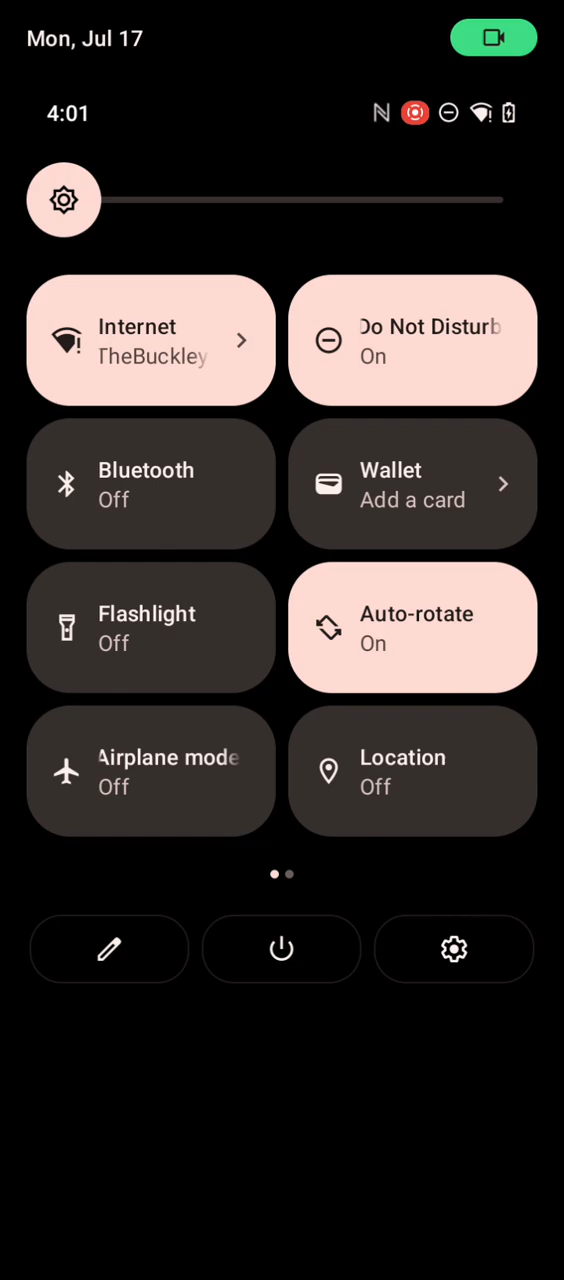 Mon, Jul 17
4:01
Internet
TheBuckley
Do Not Disturb
On
Bluetooth
Off
Wallet
Add a card
Flashlight
Off
Auto-rotate
On
Airplane mode
Off
Location
Off